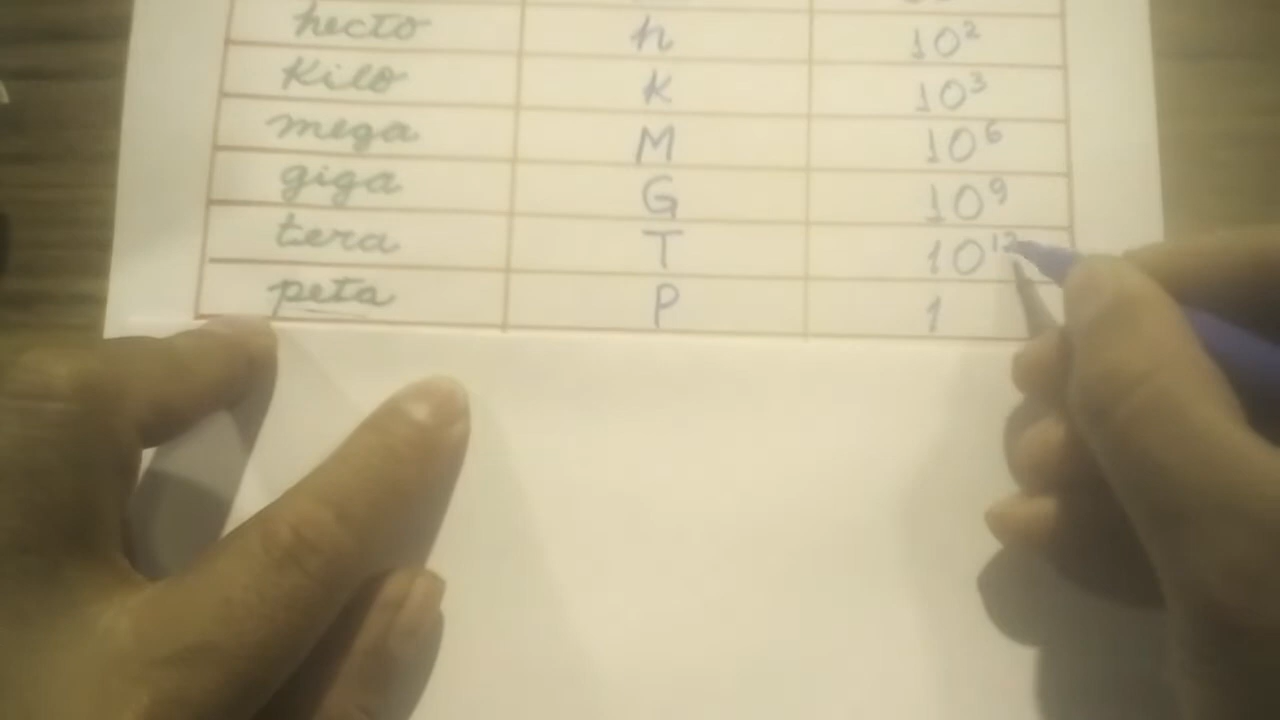 hecto h 10²
Kilo k 10³
mega M 10⁶
giga G 10⁹
tera T 10¹²
peta P 1